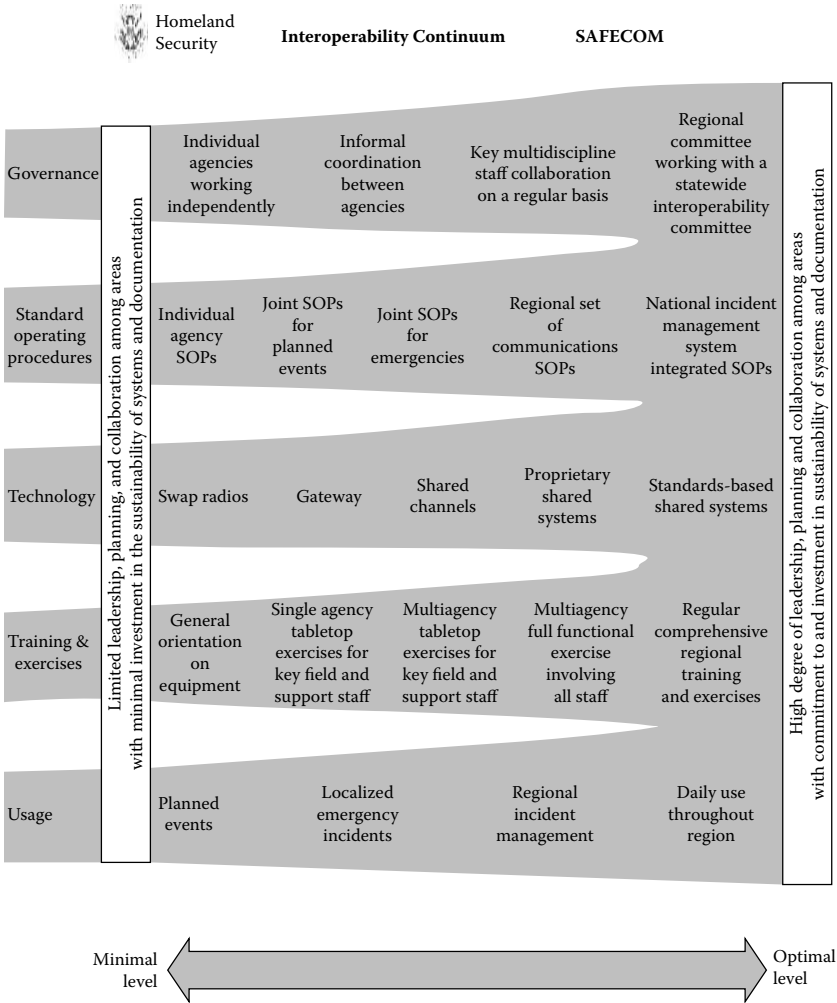 Homeland
Security
Interoperability Continuum
SAFECOM
Governance
Individual
agencies
working
independently
Informal
coordination
between
agencies
Key multidiscipline
staff collaboration
on a regular basis
Regional
committee
working with a
statewide
interoperability
committee
Standard
operating
procedures
Individual
agency
SOPs
Joint SOPs
for
planned
events
Joint SOPs
for
emergencies
Regional set
of
communications
SOPs
National incident
management
system
integrated SOPs
Technology
Swap radios
Gateway
Shared
channels
Proprietary
shared
systems
Standards-based
shared systems
Training &
exercises
General
orientation
on
equipment
Single agency
tabletop
exercises for
key field and
support staff
Multiagency
tabletop
exercises for
key field and
support staff
Multiagency
full functional
exercise
involving
all staff
Regular
comprehensive
regional
training
and exercises
Usage
Planned
events
Localized
emergency
incidents
Regional
incident
management
Daily use
throughout
region
Limited leadership, planning, and collaboration among areas
with minimal investment in the sustainability of systems and documentation
High degree of leadership, planning and collaboration among areas
with commitment to and investment in sustainability of systems and documentation
Minimal
level
Optimal
level